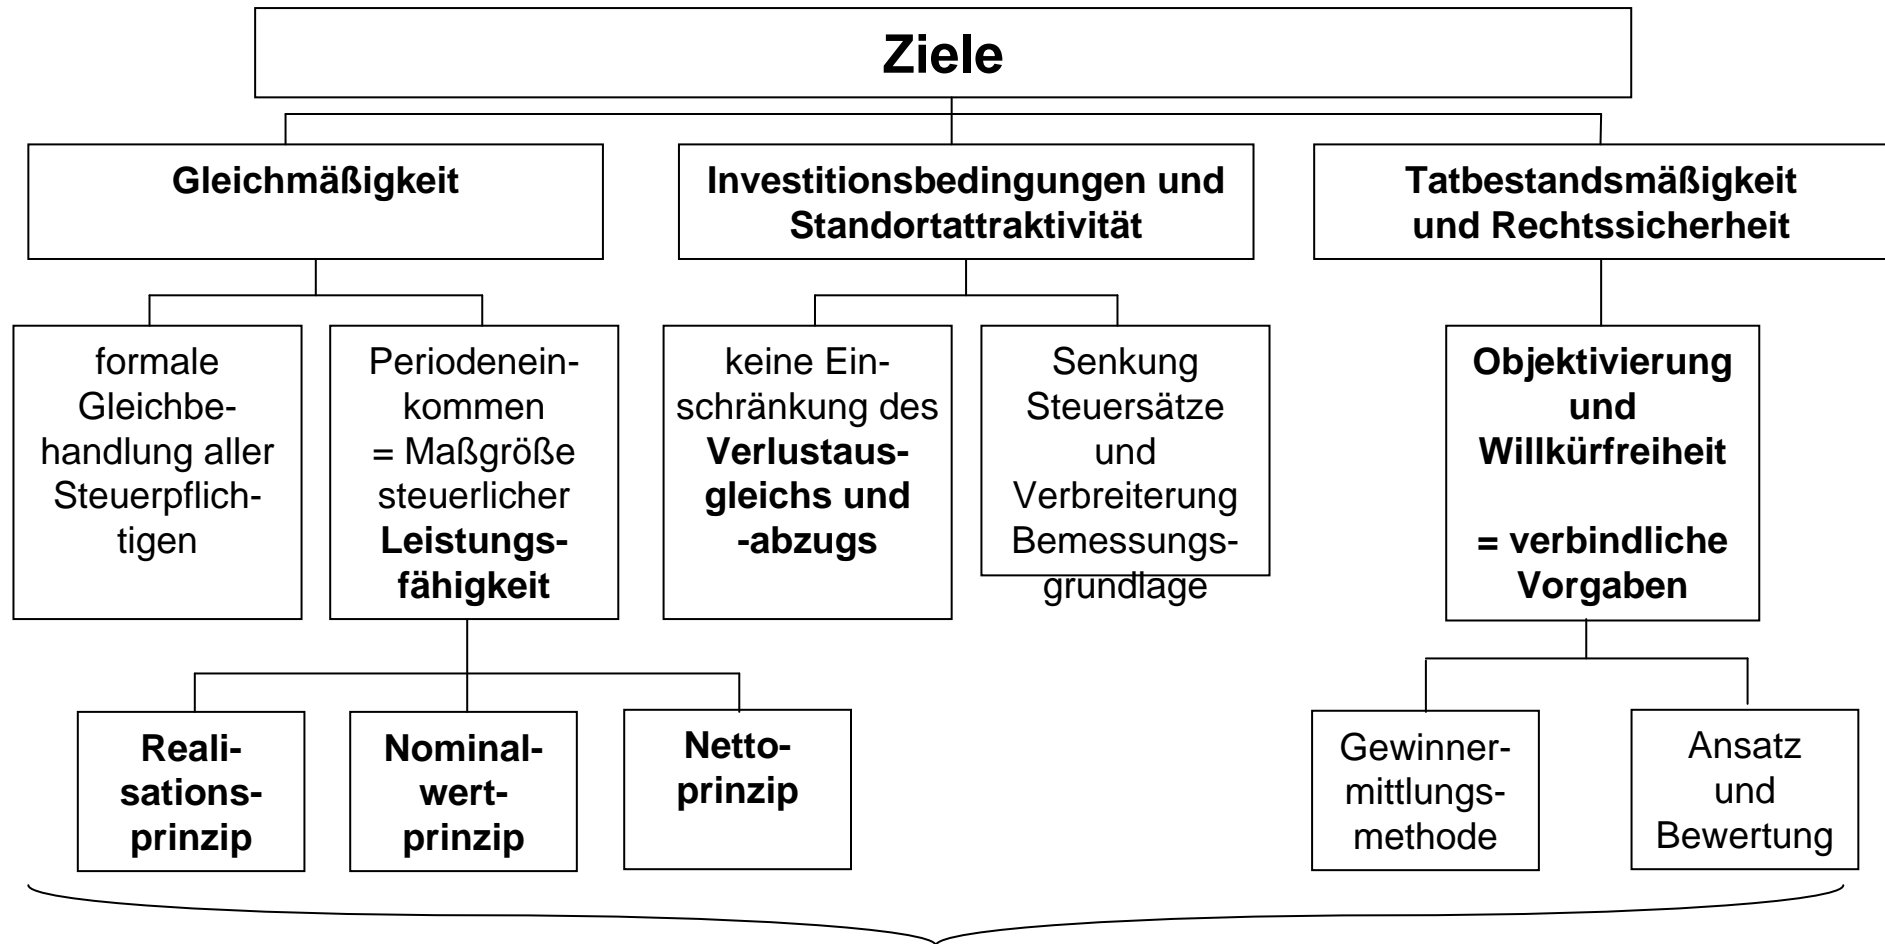 Ziele
Gleichmäßigkeit
Investitionsbedingungen und
Standortattraktivität
Tatbestandsmäßigkeit
und Rechtssicherheit
formale
Gleichbe-
handlung aller
Steuerpflich-
tigen
Periodenein-
kommen
= Maßgröße
steuerlicher
Leistungs-
fähigkeit
keine Ein-
schränkung des
Verlustaus-
gleichs und
-abzugs
Senkung
Steuersätze
und
Verbreiterung
Bemessungs-
grundlage
Objektivierung
und
Willkürfreiheit
= verbindliche
Vorgaben
Reali-
sations-
prinzip
Nominal-
wert-
prinzip
Netto-
prinzip
Gewinner-
mittlungs-
methode
Ansatz
und
Bewertung